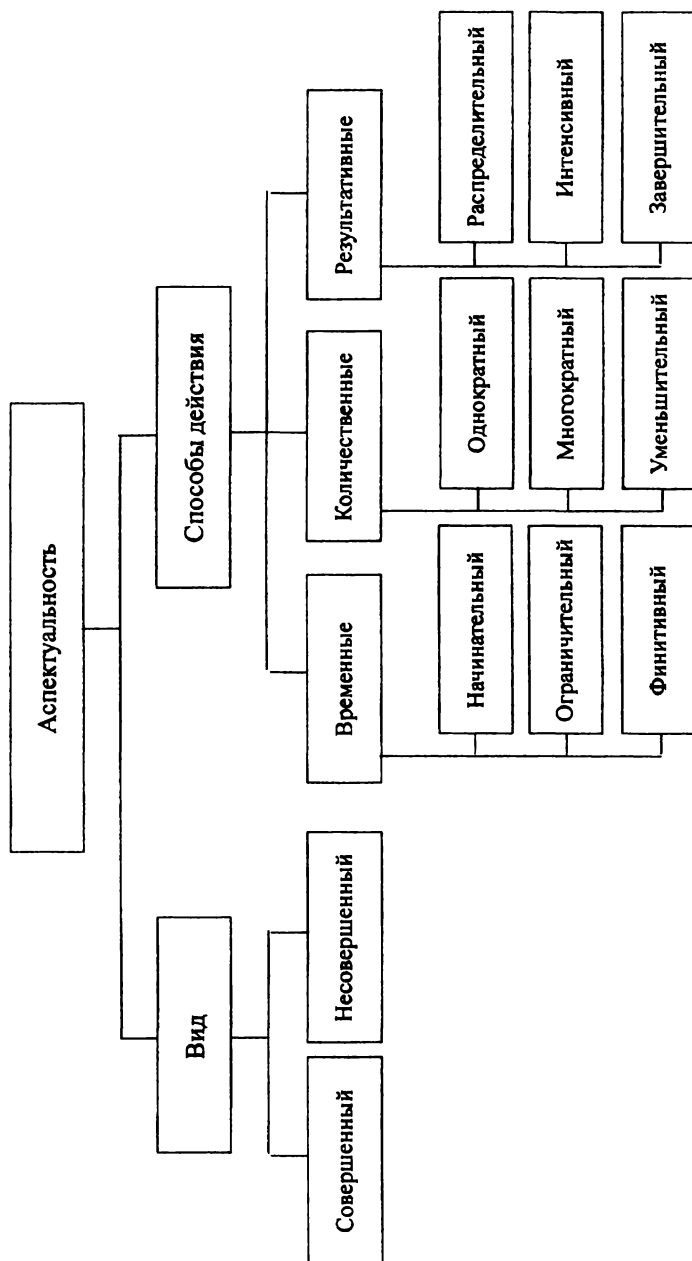 Аспектуальность
Вид
Способы действия
Совершенный
Несовершенный
Временные
Количественные
Результативные
Начинательный
Однократный
Распределительный
Ограничительный
Многократный
Интенсивный
Финитивный
Уменьшительный
Завершительный